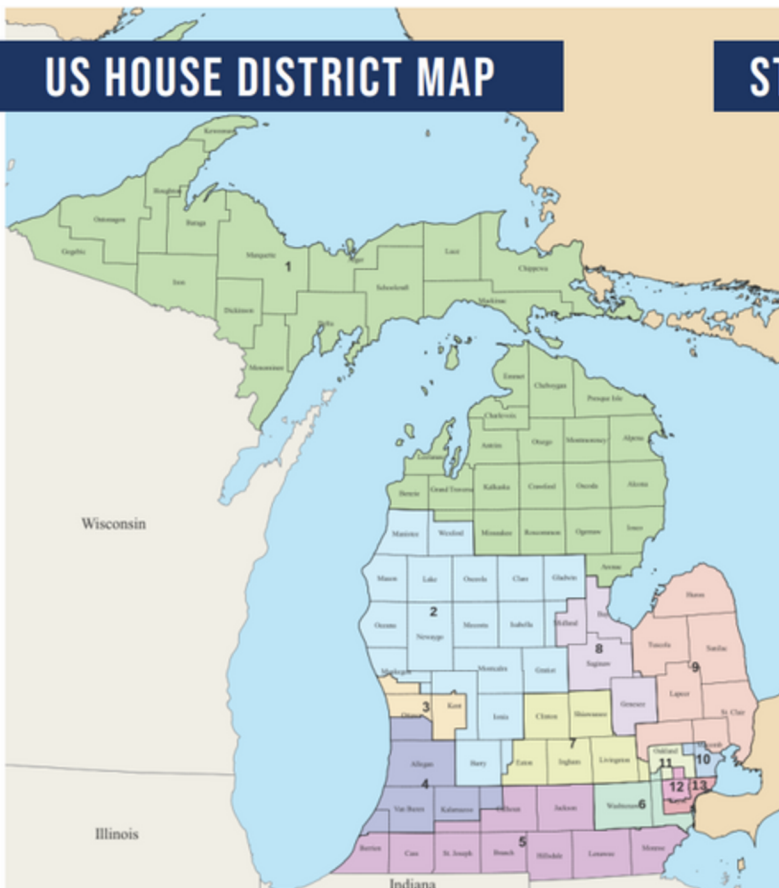 US HOUSE DISTRICT MAP
ST
Keweenaw
Houghton
Ontonagon
Baraga
Gogebic
Marquette
1
Luce
Alger
Chippewa
Iron
Schoolcraft
Dickinson
Mackinac
Delta
Menominee
Emmet
Cheboygan
Presque Isle
Charlevoix
Antrim
Otsego
Montmorency
Alpena
Leelanau
Benzie
Grand Traverse
Kalkaska
Crawford
Oscoda
Alcona
Wisconsin
Manistee
Wexford
Missaukee
Roscommon
Ogemaw
Iosco
Arenac
Mason
Lake
Osceola
Clare
Gladwin
Huron
2
Oceana
Newaygo
Mecosta
Isabella
Midland
Bay
8
Saginaw
Tuscola
Sanilac
9
Muskegon
Montcalm
Gratiot
Lapeer
3
Ottawa
Kent
Ionia
Clinton
Shiawassee
Genesee
St. Clair
7
Oakland
Macomb
Allegan
Barry
Eaton
Ingham
Livingston
11
10
4
12
13
Van Buren
Kalamazoo
Calhoun
Jackson
Washtenaw
6
Wayne
Illinois
5
Berrien
Cass
St. Joseph
Branch
Hillsdale
Lenawee
Monroe
Indiana